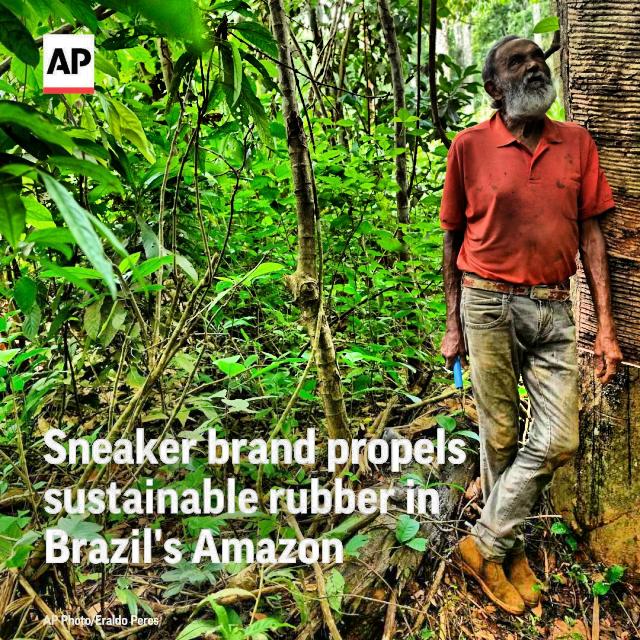 AP
Sneaker brand propels
sustainable rubber in
Brazil's Amazon
AP Photo/Eraldo Peres